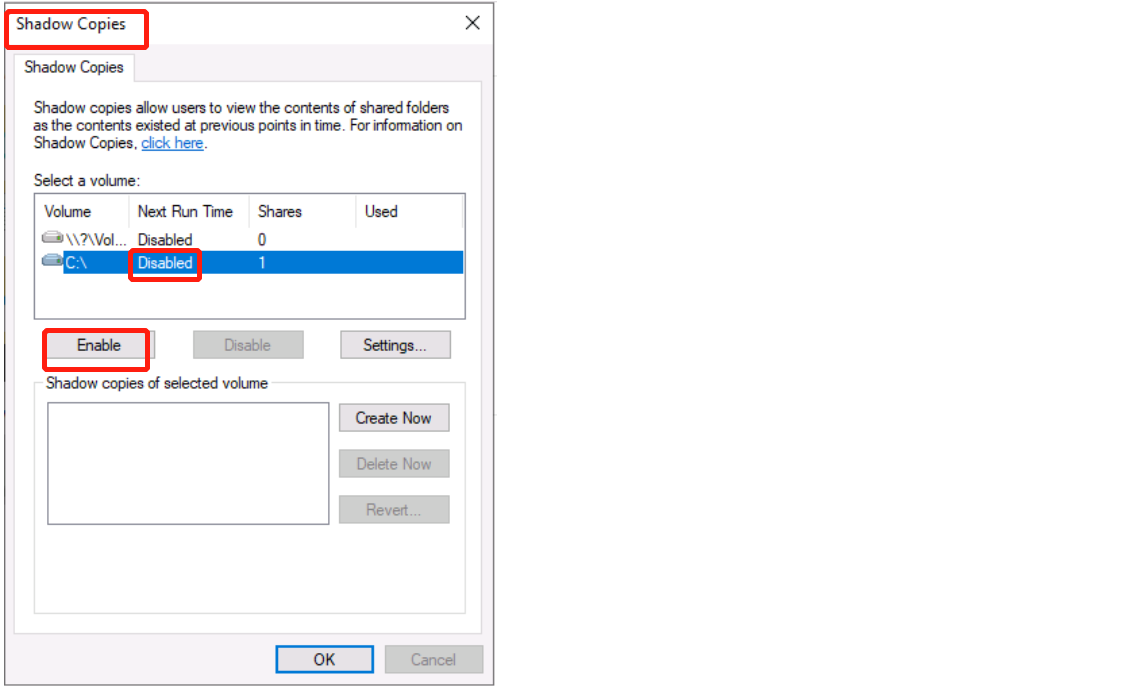 Shadow Copies
Shadow Copies
Shadow copies allow users to view the contents of shared folders
as the contents existed at previous points in time. For information on
Shadow Copies, click here.
Select a volume:
Volume Next Run Time Shares Used
\\?\Vol... Disabled 0
C:\ Disabled 1
Enable Disable Settings...
Shadow copies of selected volume
Create Now
Delete Now
Revert...
OK Cancel